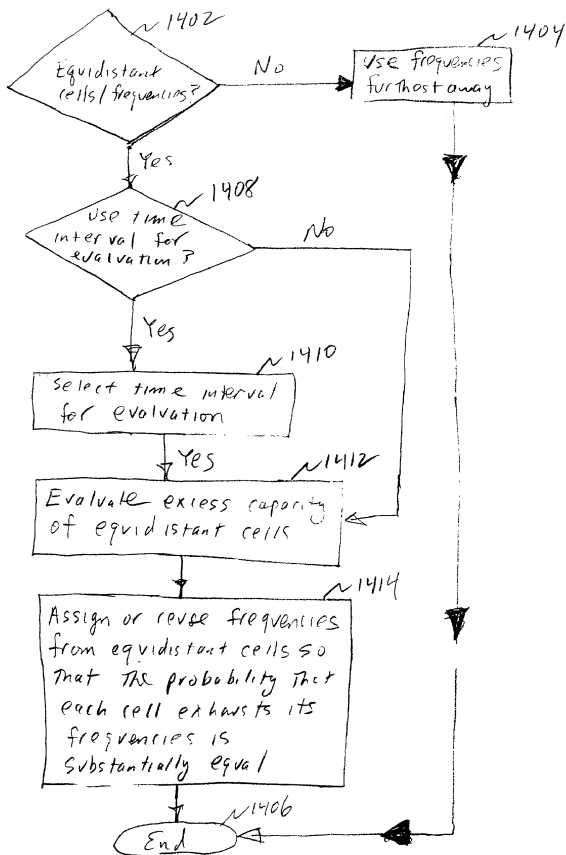 1402
Equidistant
cells/frequencies?
No
1404
Use frequencies
furthest away
Yes
1408
Use time
interval for
evaluation?
No
Yes
1410
Select time interval
for evaluation
Yes
1412
Evaluate excess capacity
of equidistant cells
1414
Assign or reuse frequencies
from equidistant cells so
that the probability that
each cell exhausts its
frequencies is
substantially equal
1406
End